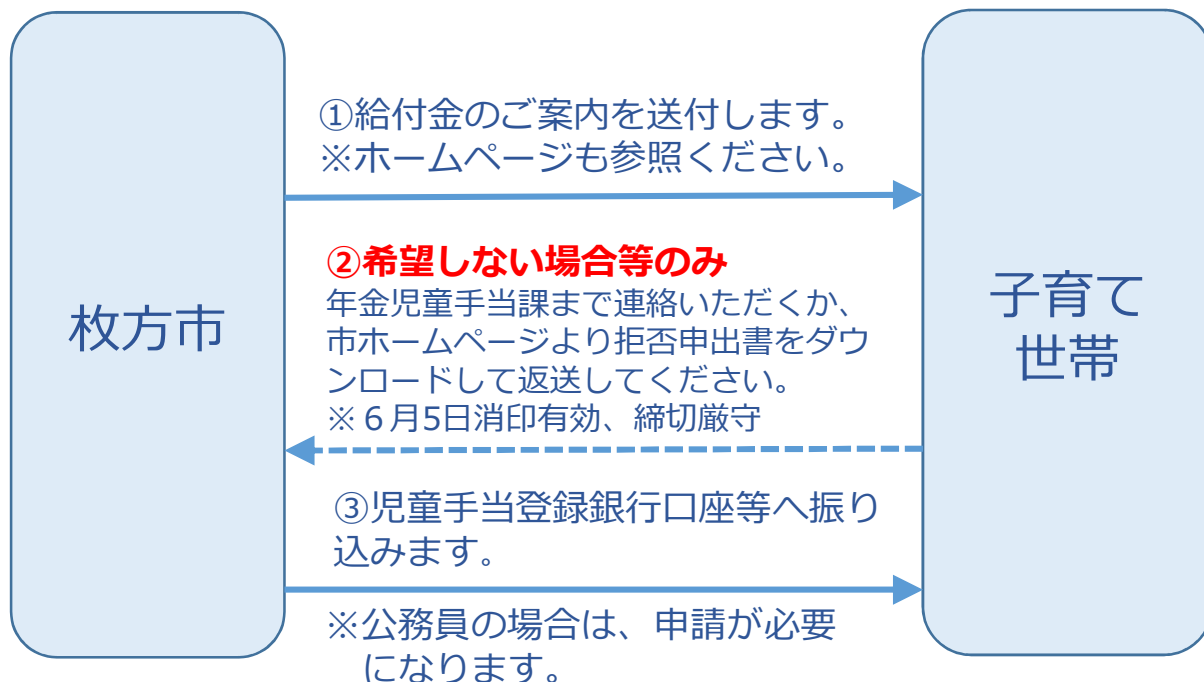 枚方市
①給付金のご案内を送付します。
※ホームページも参照ください。
②希望しない場合等のみ
年金児童手当課まで連絡いただくか、
市ホームページより拒否申出書をダウ
ンロードして返送してください。
※６月5日消印有効、締切厳守
③児童手当登録銀行口座等へ振り
込みます。
※公務員の場合は、申請が必要
になります。
子育て
世帯